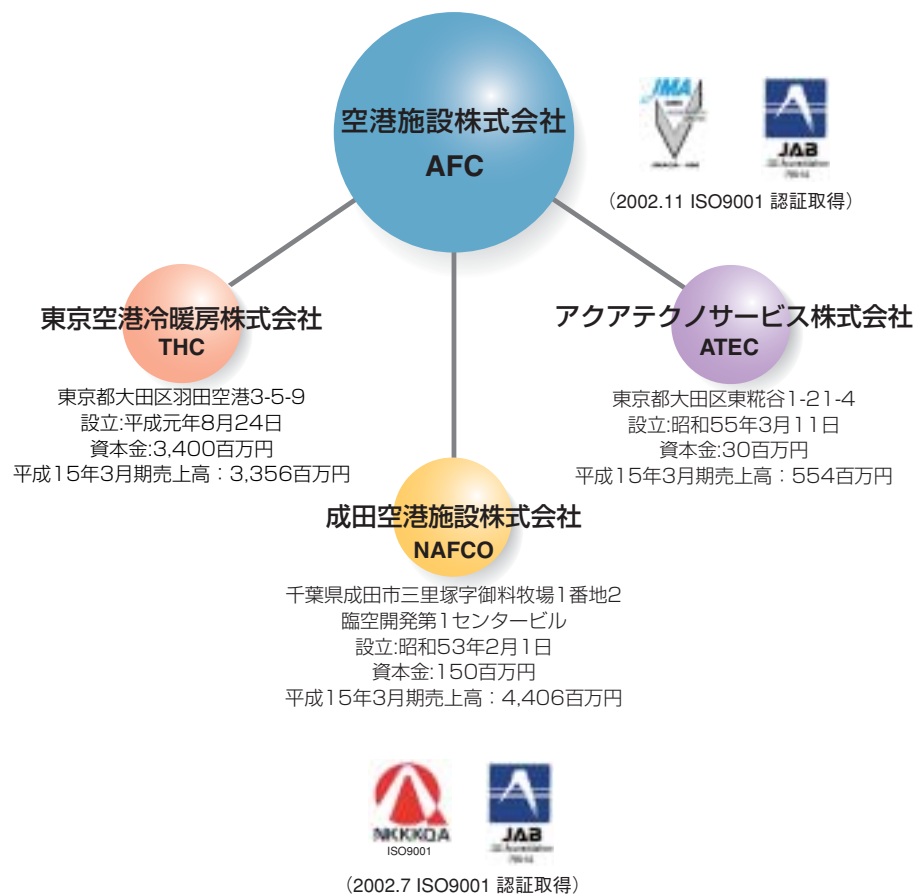 空港施設株式会社
AFC
JMA
JAB
（2002.11 ISO9001 認証取得）
東京空港冷暖房株式会社
THC
東京都大田区羽田空港3-5-9
設立:平成元年8月24日
資本金:3,400百万円
平成15年3月期売上高：3,356百万円
アクアテクノサービス株式会社
ATEC
東京都大田区東糀谷1-21-4
設立:昭和55年3月11日
資本金:30百万円
平成15年3月期売上高：554百万円
成田空港施設株式会社
NAFCO
千葉県成田市三里塚字御料牧場1番地2
臨空開発第1センタービル
設立:昭和53年2月1日
資本金:150百万円
平成15年3月期売上高：4,406百万円
NKKKQA
ISO9001
JAB
（2002.7 ISO9001 認証取得）